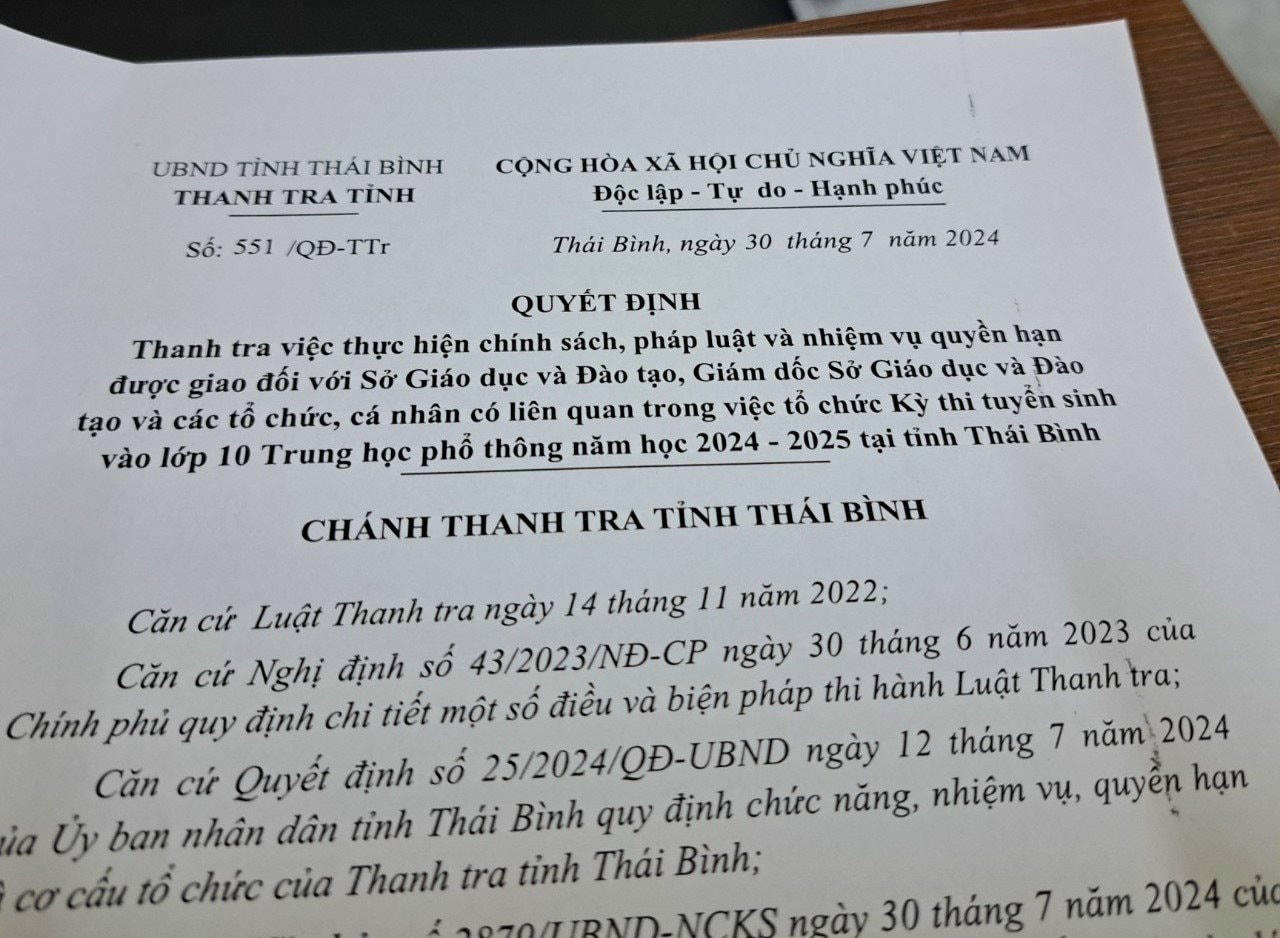 UBND TỈNH THÁI BÌNH
THANH TRA TỈNH
Số: 551 /QĐ-TTr
CỘNG HÒA XÃ HỘI CHỦ NGHĨA VIỆT NAM
Độc lập - Tự do - Hạnh phúc
Thái Bình, ngày 30 tháng 7 năm 2024
QUYẾT ĐỊNH
Thanh tra việc thực hiện chính sách, pháp luật và nhiệm vụ quyền hạn
được giao đối với Sở Giáo dục và Đào tạo, Giám dốc Sở Giáo dục và Đào
tạo và các tổ chức, cá nhân có liên quan trong việc tổ chức Kỳ thi tuyển sinh
vào lớp 10 Trung học phổ thông năm học 2024 - 2025 tại tỉnh Thái Bình
CHÁNH THANH TRA TỈNH THÁI BÌNH
Căn cứ Luật Thanh tra ngày 14 tháng 11 năm 2022;
Căn cứ Nghị định số 43/2023/NĐ-CP ngày 30 tháng 6 năm 2023 của
Chính phủ quy định chi tiết một số điều và biện pháp thi hành Luật Thanh tra;
Căn cứ Quyết định số 25/2024/QĐ-UBND ngày 12 tháng 7 năm 2024
Ủy ban nhân dân tỉnh Thái Bình quy định chức năng, nhiệm vụ, quyền hạn
cơ cấu tổ chức của Thanh tra tỉnh Thái Bình;
2870/UBND-NCKS ngày 30 tháng 7 năm 2024 của